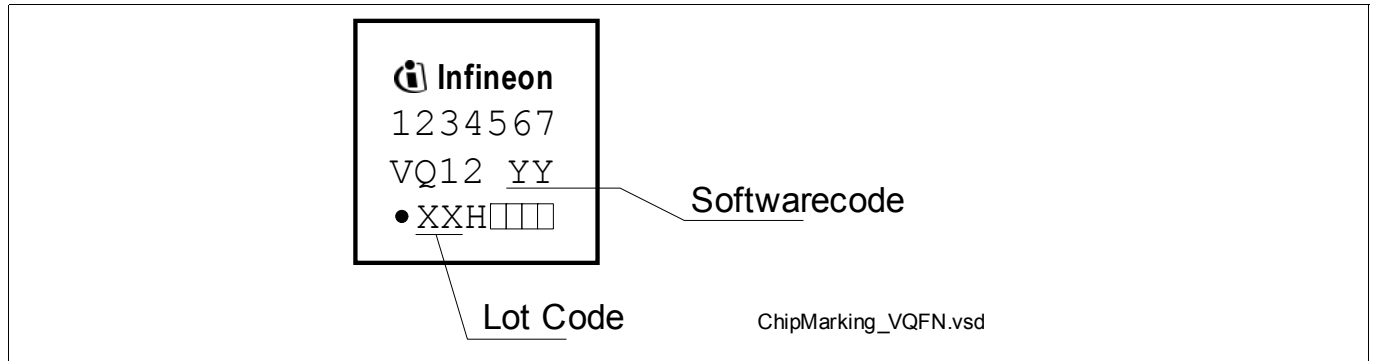 Infineon
1234567
VQ12 YY
●XXH□□□□
Softwarecode
Lot Code
ChipMarking_VQFN.vsd